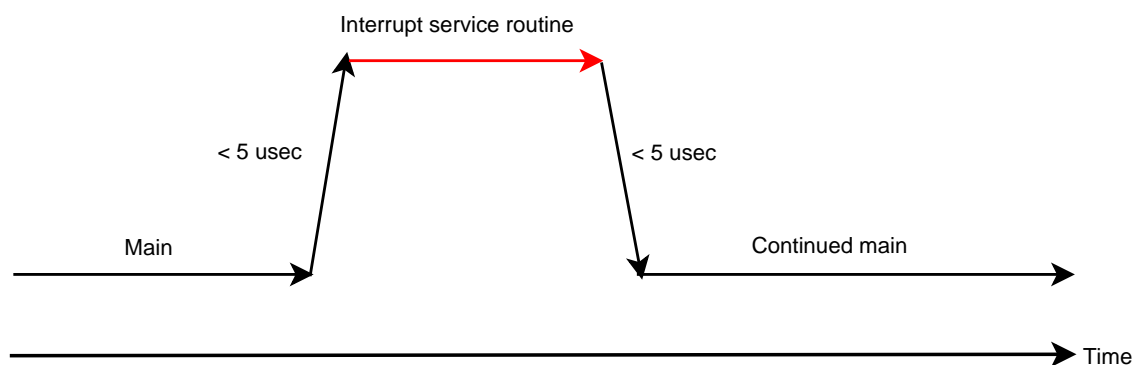 Interrupt service routine
< 5 usec
< 5 usec
Main
Continued main
Time